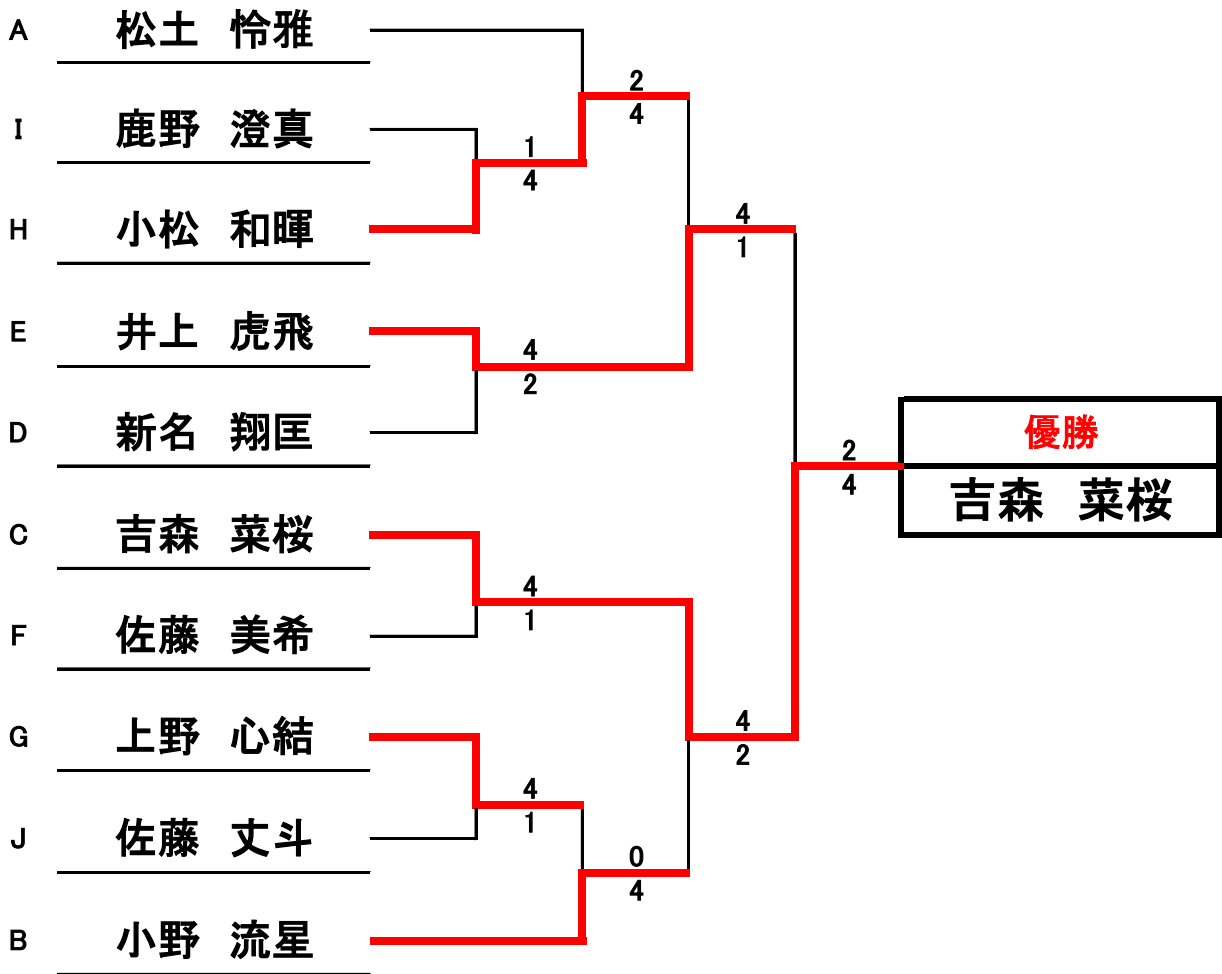 A 松土 怜雅
2
4
I 鹿野 澄真
1
4
H 小松 和暉
4
1
E 井上 虎飛
4
2
D 新名 翔匡
優勝
2
4
吉森 菜桜
C 吉森 菜桜
4
1
F 佐藤 美希
G 上野 心結
4
2
4
1
J 佐藤 丈斗
0
4
B 小野 流星